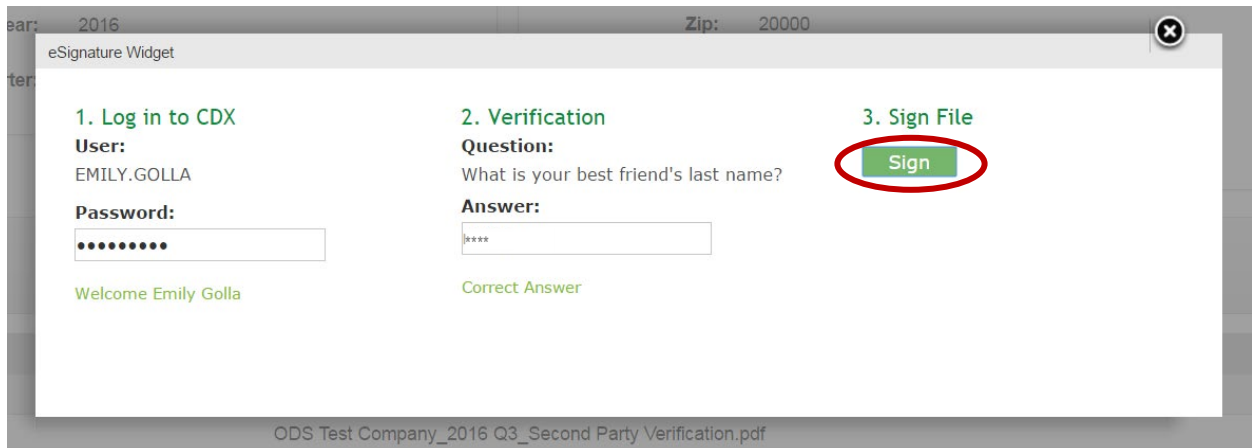 ear: 2016 Zip: 20000
eSignature Widget
rter:
1. Log in to CDX
User:
EMILY.GOLLA
Password:
•••••••••
Welcome Emily Golla
2. Verification
Question:
What is your best friend's last name?
Answer:
****
Correct Answer
3. Sign File
Sign
ODS Test Company_2016 Q3_Second Party Verification.pdf